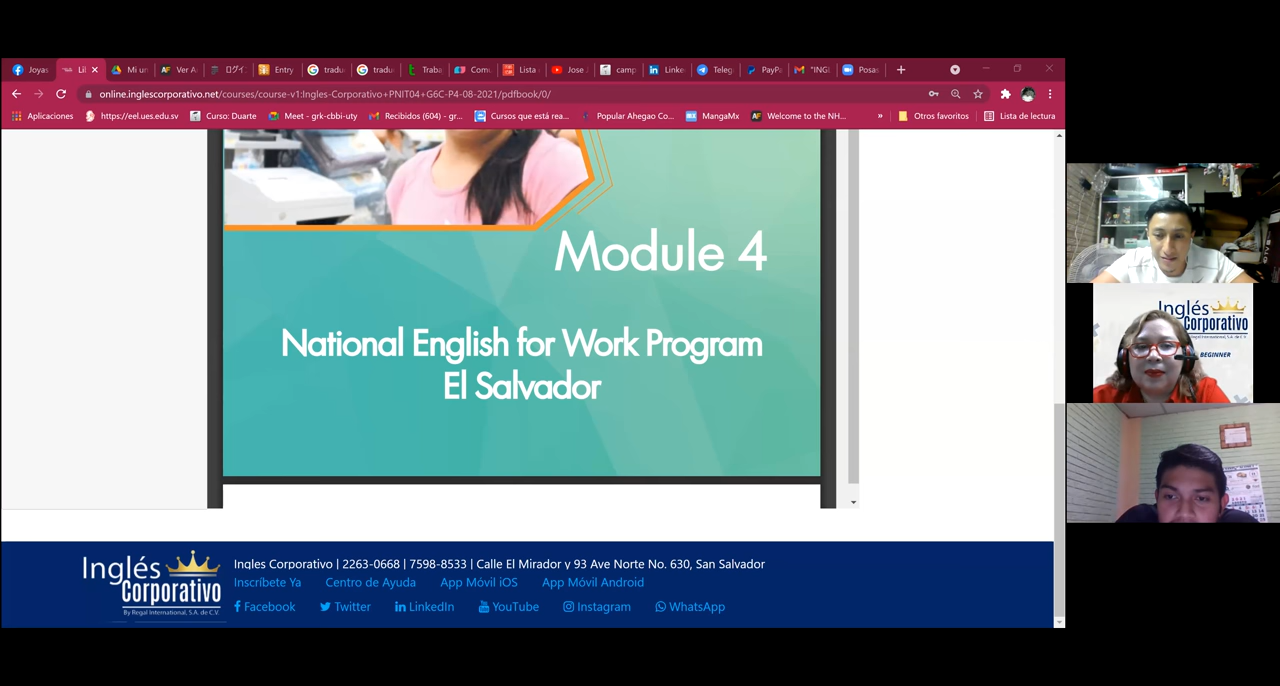 Joyas
Lil
Mi un
Ver A
ログイ
Entry
tradu
tradu
Traba
Comu
Lista
Jose J
camp
Linke
Teleg
PayPa
"INGL
Posas
online.inglescorporativo.net/courses/course-v1:Ingles-Corporativo+PNIT04+G6C-P4-08-2021/pdfbook/0/
Aplicaciones
https://eel.ues.edu.sv
Curso: Duarte
Meet - grk-cbbi-uty
Recibidos (604) - gr...
Cursos que está rea...
Popular Ahegao Co...
MangaMx
Welcome to the NH...
»
Otros favoritos
Lista de lectura
Module 4
National English for Work Program
El Salvador
Inglés
Corporativo
BEGINNER
Inglés
Corporativo
By Regal International, S.A. de C.V.
Ingles Corporativo | 2263-0668 | 7598-8533 | Calle El Mirador y 93 Ave Norte No. 630, San Salvador
Inscríbete Ya
Centro de Ayuda
App Móvil iOS
App Móvil Android
Facebook
Twitter
LinkedIn
YouTube
Instagram
WhatsApp